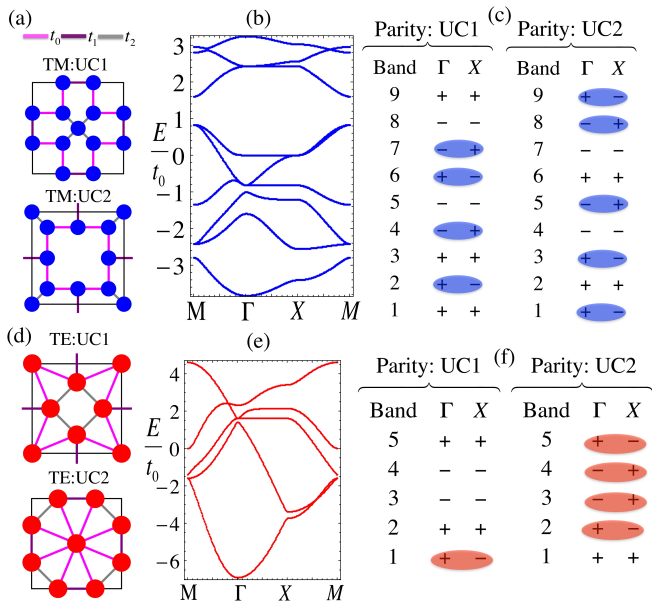 (a)
t0 t1 t2
TM:UC1
TM:UC2
(b)
E
t0
3
2
1
0
−1
−2
−3
M Γ X M
(c)
Parity: UC1
Band Γ X
9 + +
8 − −
7 − +
6 + −
5 − −
4 − +
3 + +
2 + −
1 + +
Parity: UC2
Band Γ X
9 + −
8 − +
7 − −
6 + +
5 − +
4 − −
3 + −
2 + +
1 + −
(d)
TE:UC1
TE:UC2
(e)
E
t0
4
2
0
−2
−4
−6
M Γ X M
(f)
Parity: UC1
Band Γ X
5 + +
4 − −
3 − −
2 + +
1 + −
Parity: UC2
Band Γ X
5 + −
4 − +
3 − +
2 + −
1 + +